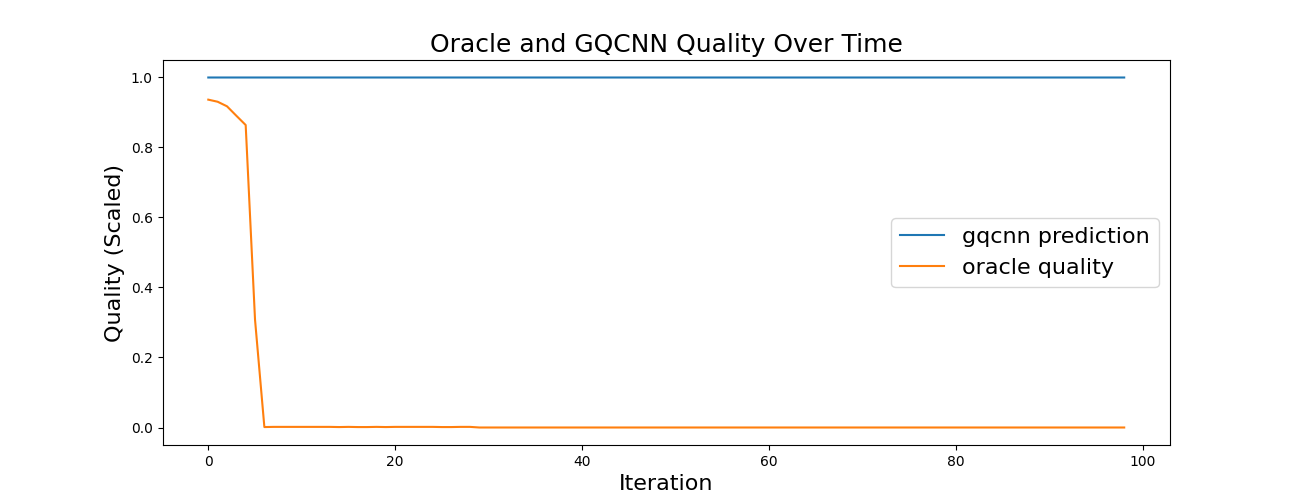 Oracle and GQCNN Quality Over Time
1.0
0.8
0.6
0.4
0.2
0.0
Quality (Scaled)
gqcnn prediction
oracle quality
0 20 40 60 80 100
Iteration